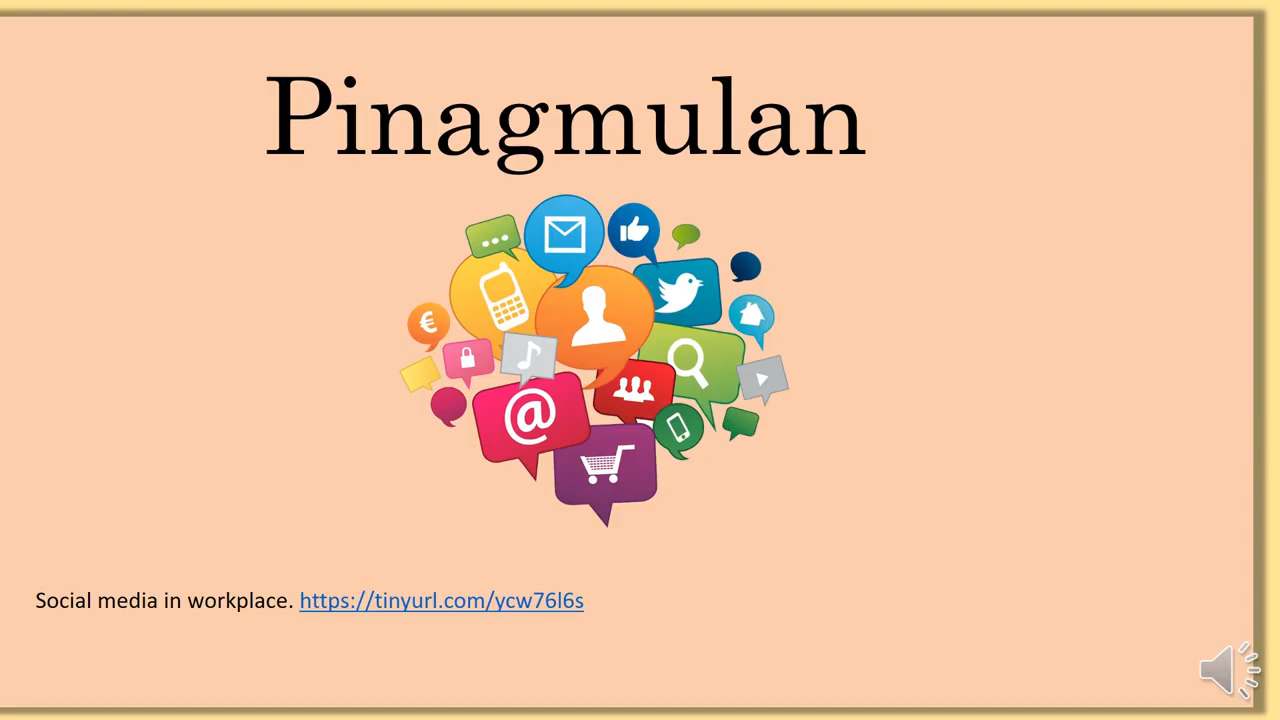 Pinagmulan
€
@
Social media in workplace. https://tinyurl.com/ycw76l6s